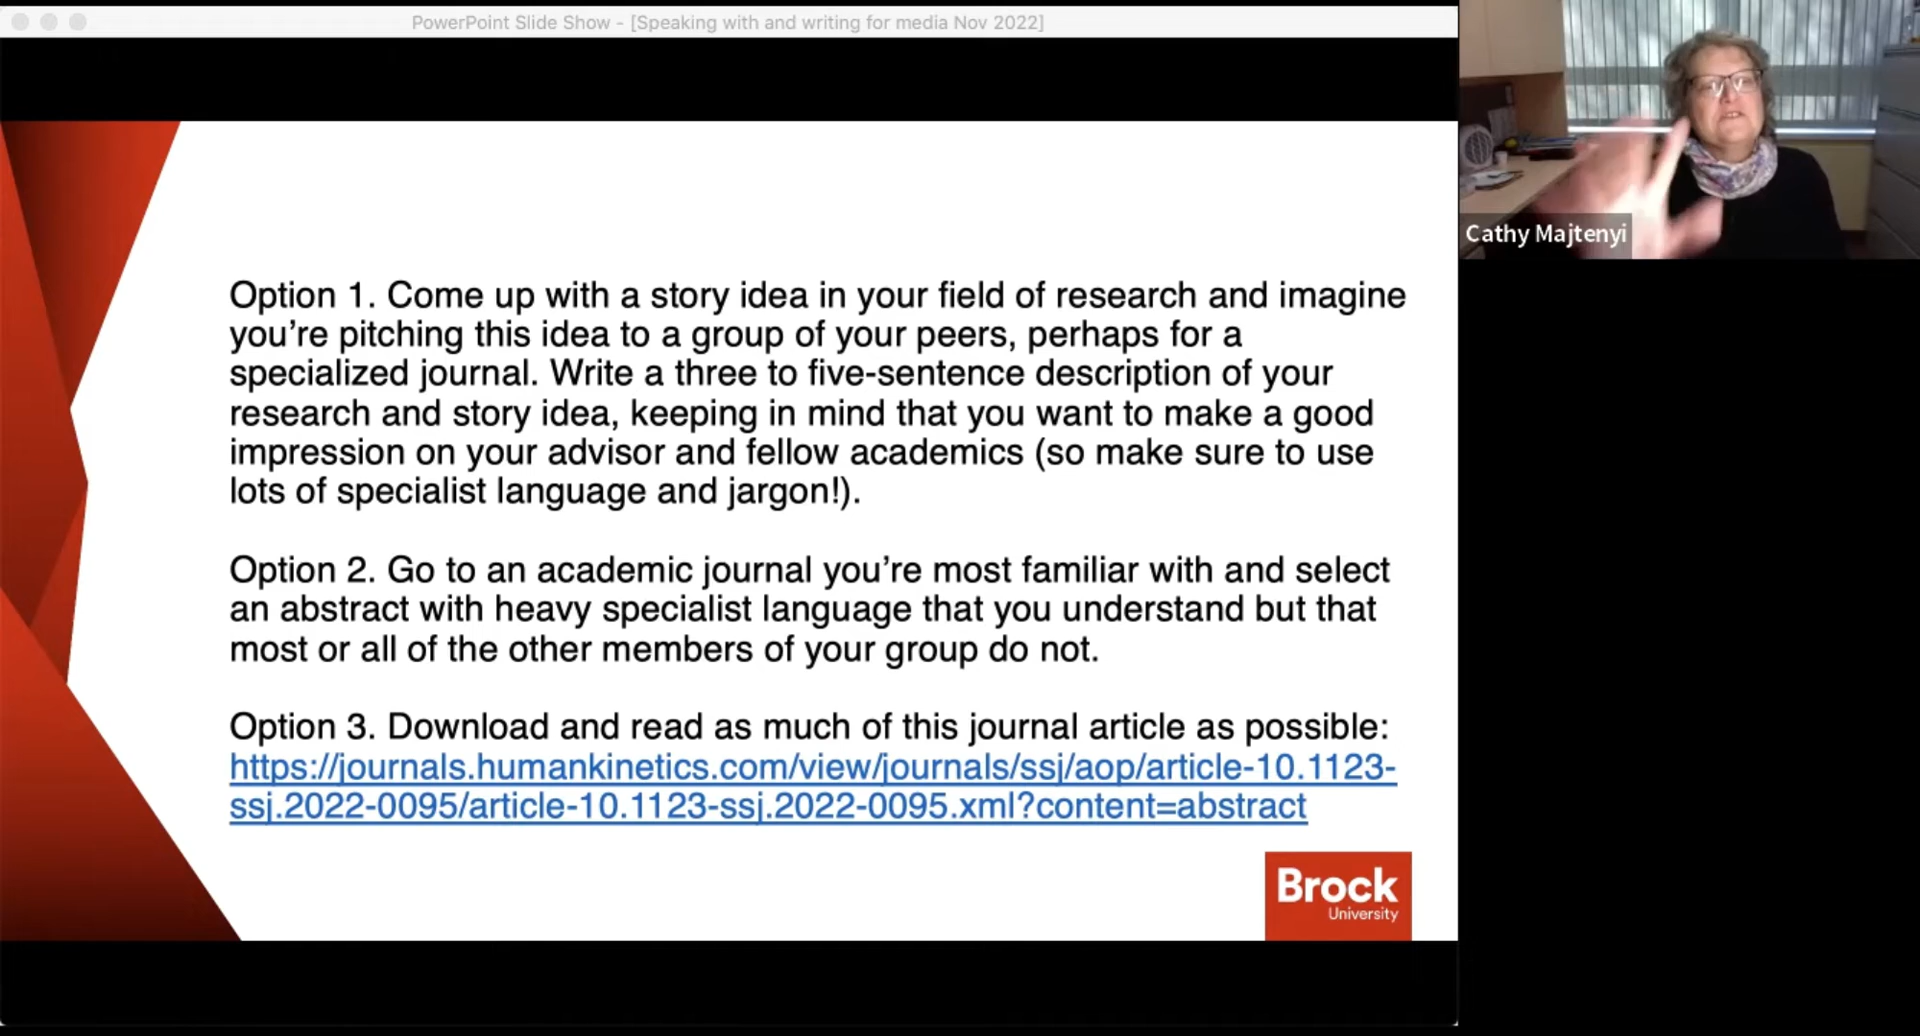 PowerPoint Slide Show - [Speaking with and writing for media Nov 2022]
Cathy Majtenyi
Option 1. Come up with a story idea in your field of research and imagine
you're pitching this idea to a group of your peers, perhaps for a
specialized journal. Write a three to five-sentence description of your
research and story idea, keeping in mind that you want to make a good
impression on your advisor and fellow academics (so make sure to use
lots of specialist language and jargon!).
Option 2. Go to an academic journal you're most familiar with and select
an abstract with heavy specialist language that you understand but that
most or all of the other members of your group do not.
Option 3. Download and read as much of this journal article as possible:
https://journals.humankinetics.com/view/journals/ssj/aop/article-10.1123-
ssj.2022-0095/article-10.1123-ssj.2022-0095.xml?content=abstract
Brock
University